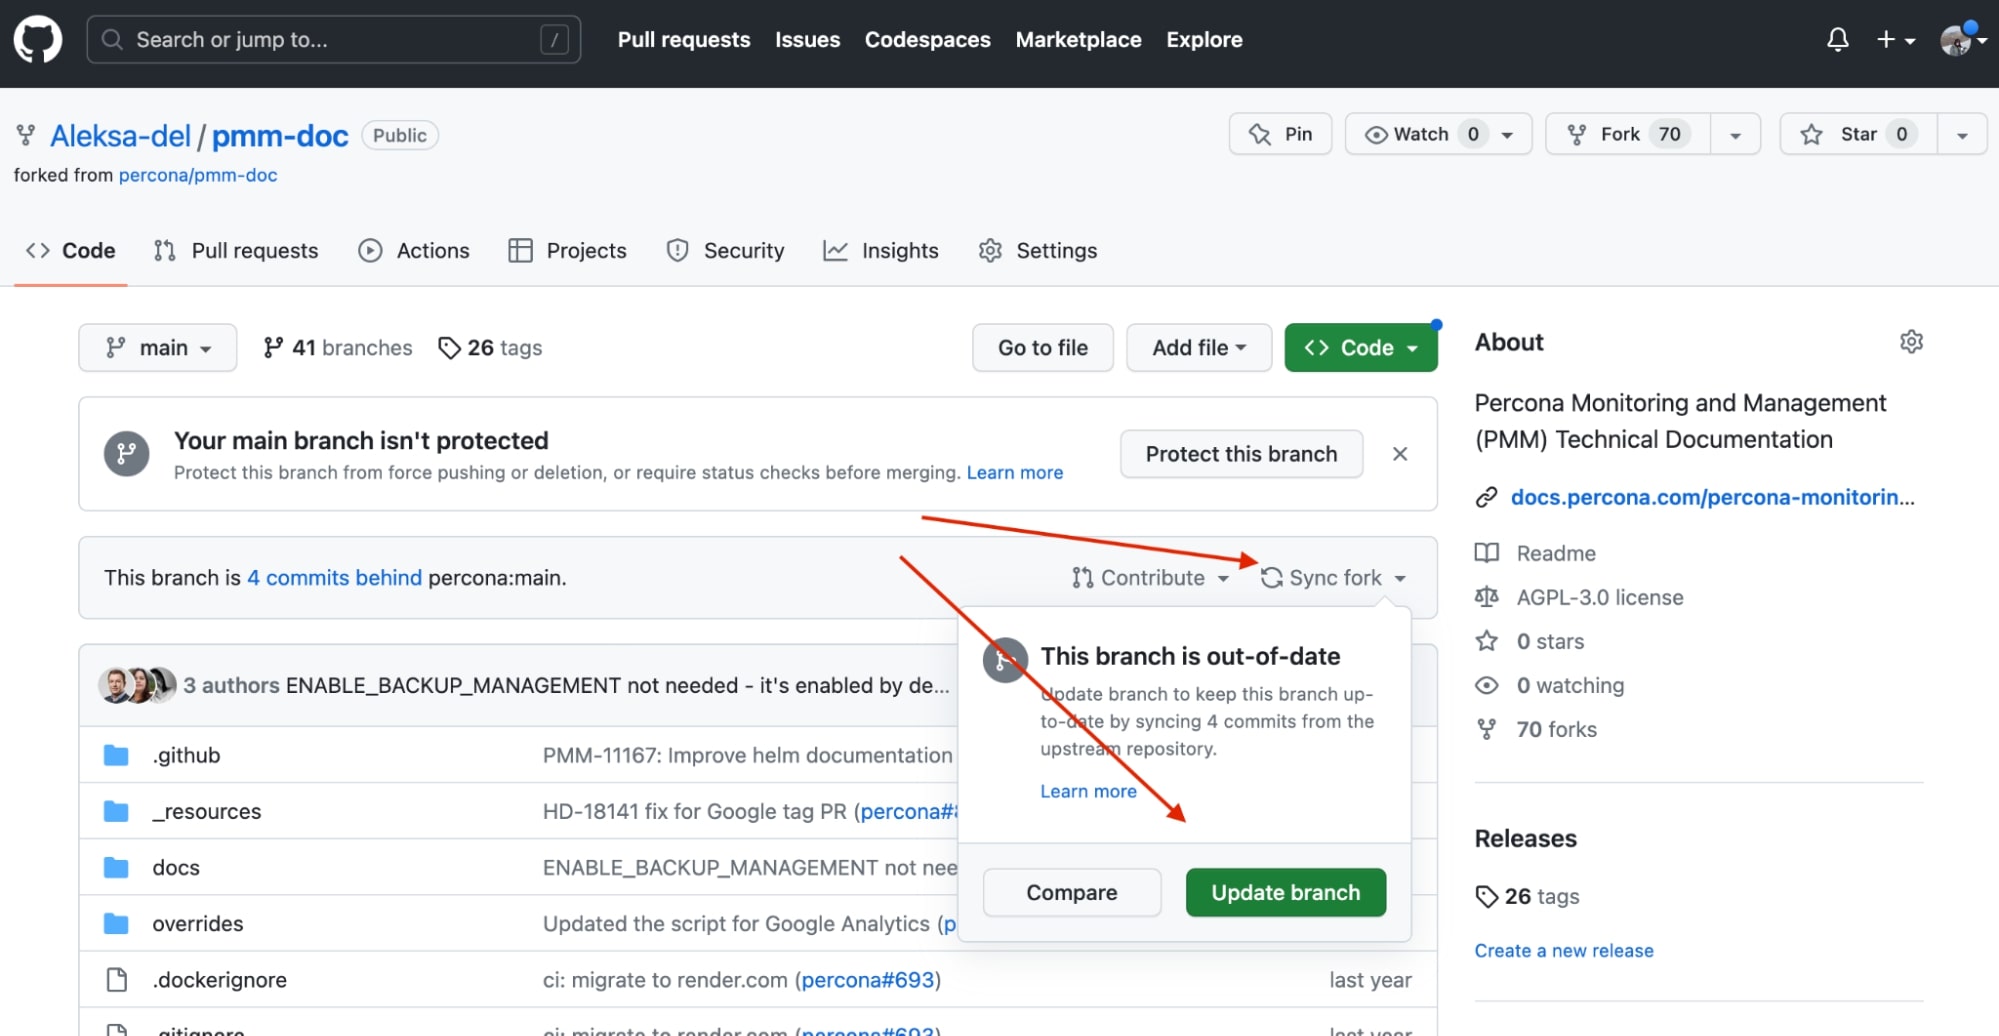 Search or jump to... /
Pull requests Issues Codespaces Marketplace Explore
Aleksa-del / pmm-doc Public
Pin Watch 0 Fork 70 Star 0
forked from percona/pmm-doc
Code Pull requests Actions Projects Security Insights Settings
main 41 branches 26 tags
Go to file Add file Code
Your main branch isn't protected
Protect this branch from force pushing or deletion, or require status checks before merging. Learn more
Protect this branch
This branch is 4 commits behind percona:main.
Contribute Sync fork
This branch is out-of-date
Update branch to keep this branch up-
to-date by syncing 4 commits from the
upstream repository.
Learn more
Compare Update branch
3 authors ENABLE_BACKUP_MANAGEMENT not needed - it's enabled by de...
.github PMM-11167: Improve helm documentation
_resources HD-18141 fix for Google tag PR (percona#
docs ENABLE_BACKUP_MANAGEMENT not nee
overrides Updated the script for Google Analytics (p
.dockerignore ci: migrate to render.com (percona#693) last year
.gitignore ci: migrate to render.com (percona#693) last year
About
Percona Monitoring and Management
(PMM) Technical Documentation
docs.percona.com/percona-monitorin...
Readme
AGPL-3.0 license
0 stars
0 watching
70 forks
Releases
26 tags
Create a new release